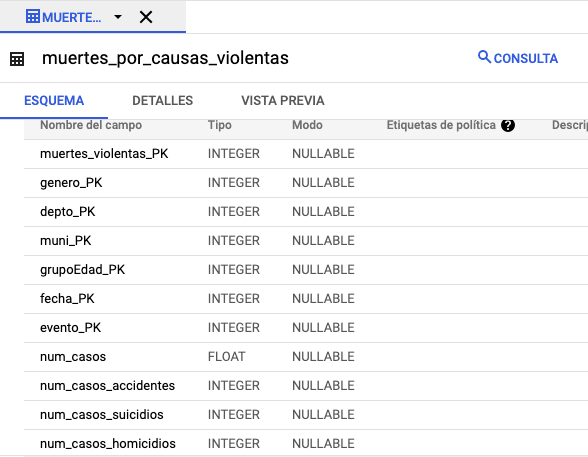 MUERTE...
muertes_por_causas_violentas CONSULTA
ESQUEMA DETALLES VISTA PREVIA
Nombre del campo Tipo Modo Etiquetas de política ? Descrip
muertes_violentas_PK INTEGER NULLABLE
genero_PK INTEGER NULLABLE
depto_PK INTEGER NULLABLE
muni_PK INTEGER NULLABLE
grupoEdad_PK INTEGER NULLABLE
fecha_PK INTEGER NULLABLE
evento_PK INTEGER NULLABLE
num_casos FLOAT NULLABLE
num_casos_accidentes INTEGER NULLABLE
num_casos_suicidios INTEGER NULLABLE
num_casos_homicidios INTEGER NULLABLE